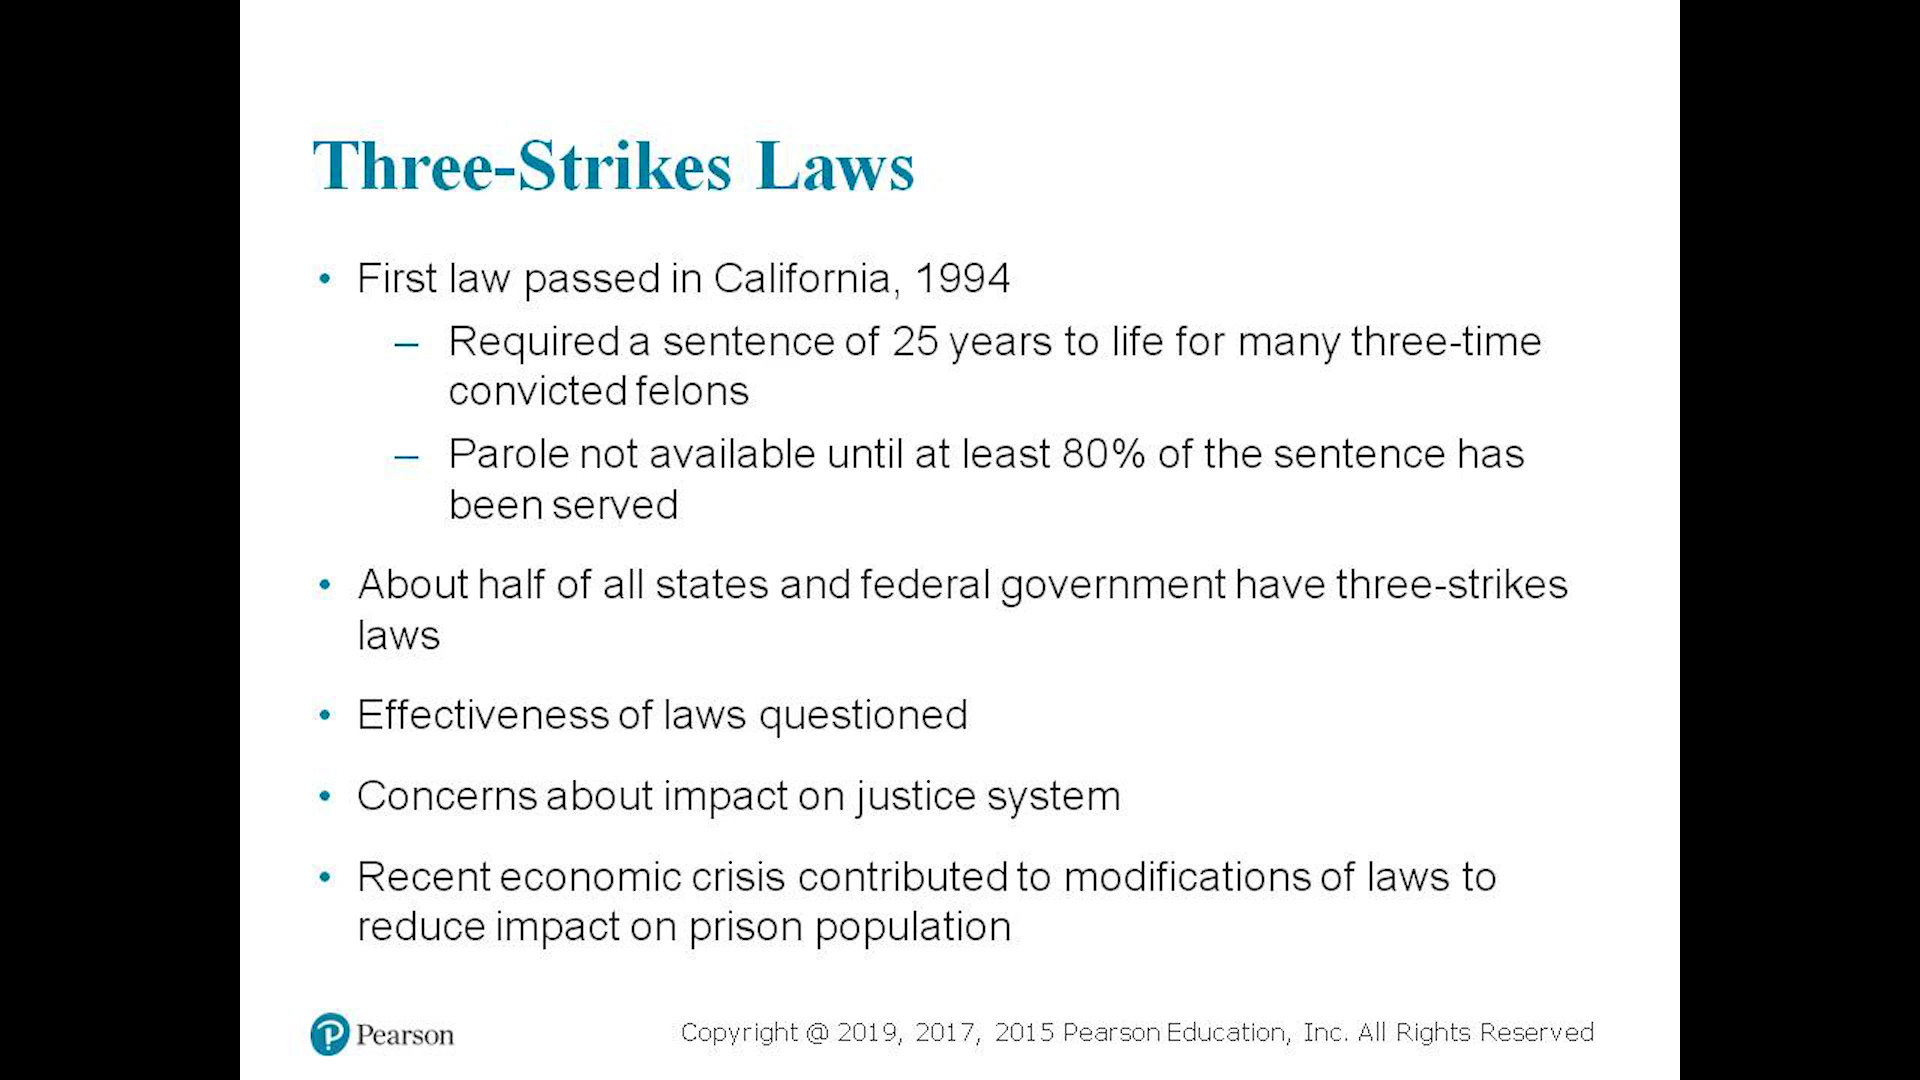 Three-Strikes Laws
• First law passed in California, 1994
– Required a sentence of 25 years to life for many three-time
convicted felons
– Parole not available until at least 80% of the sentence has
been served
• About half of all states and federal government have three-strikes
laws
• Effectiveness of laws questioned
• Concerns about impact on justice system
• Recent economic crisis contributed to modifications of laws to
reduce impact on prison population
Pearson
Copyright @ 2019, 2017, 2015 Pearson Education, Inc. All Rights Reserved